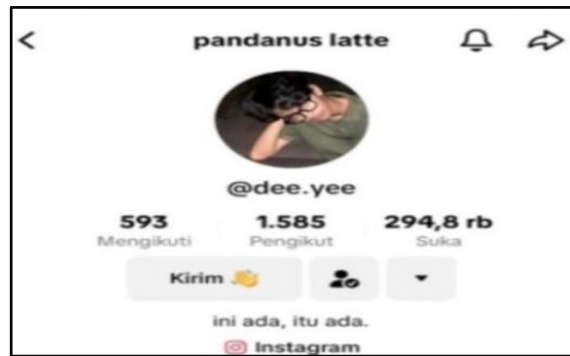 pandanus latte
@dee.yee
593 1.585 294,8 rb
Mengikuti Pengikut Suka
Kirim 👋
ini ada, itu ada.
Instagram